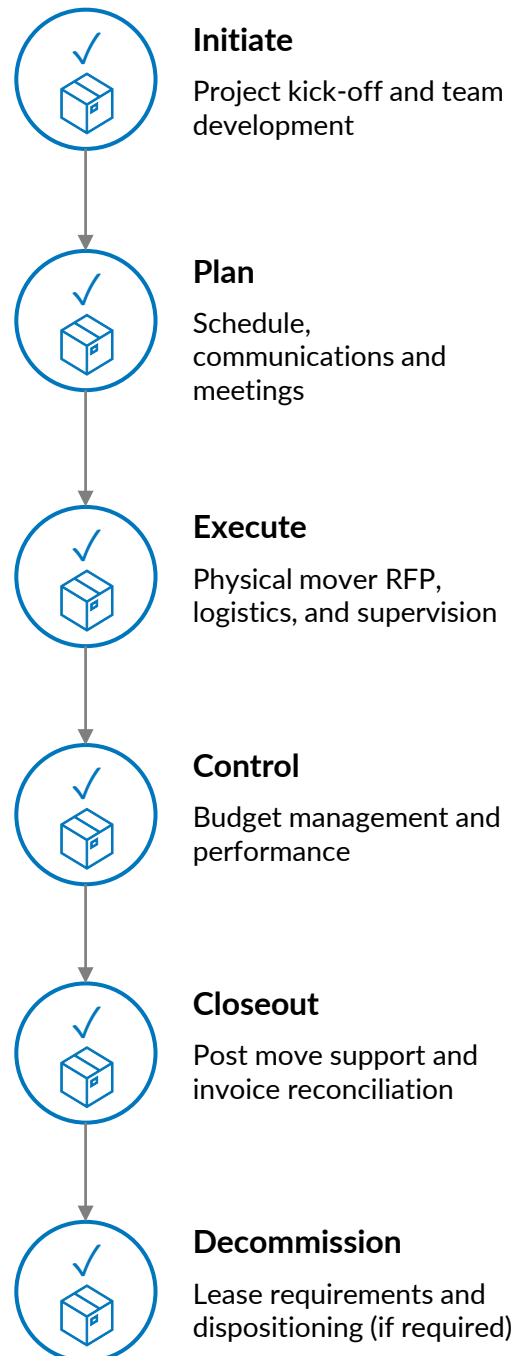 Initiate
Project kick-off and team
development
Plan
Schedule,
communications and
meetings
Execute
Physical mover RFP,
logistics, and supervision
Control
Budget management and
performance
Closeout
Post move support and
invoice reconciliation
Decommission
Lease requirements and
dispositioning (if required)